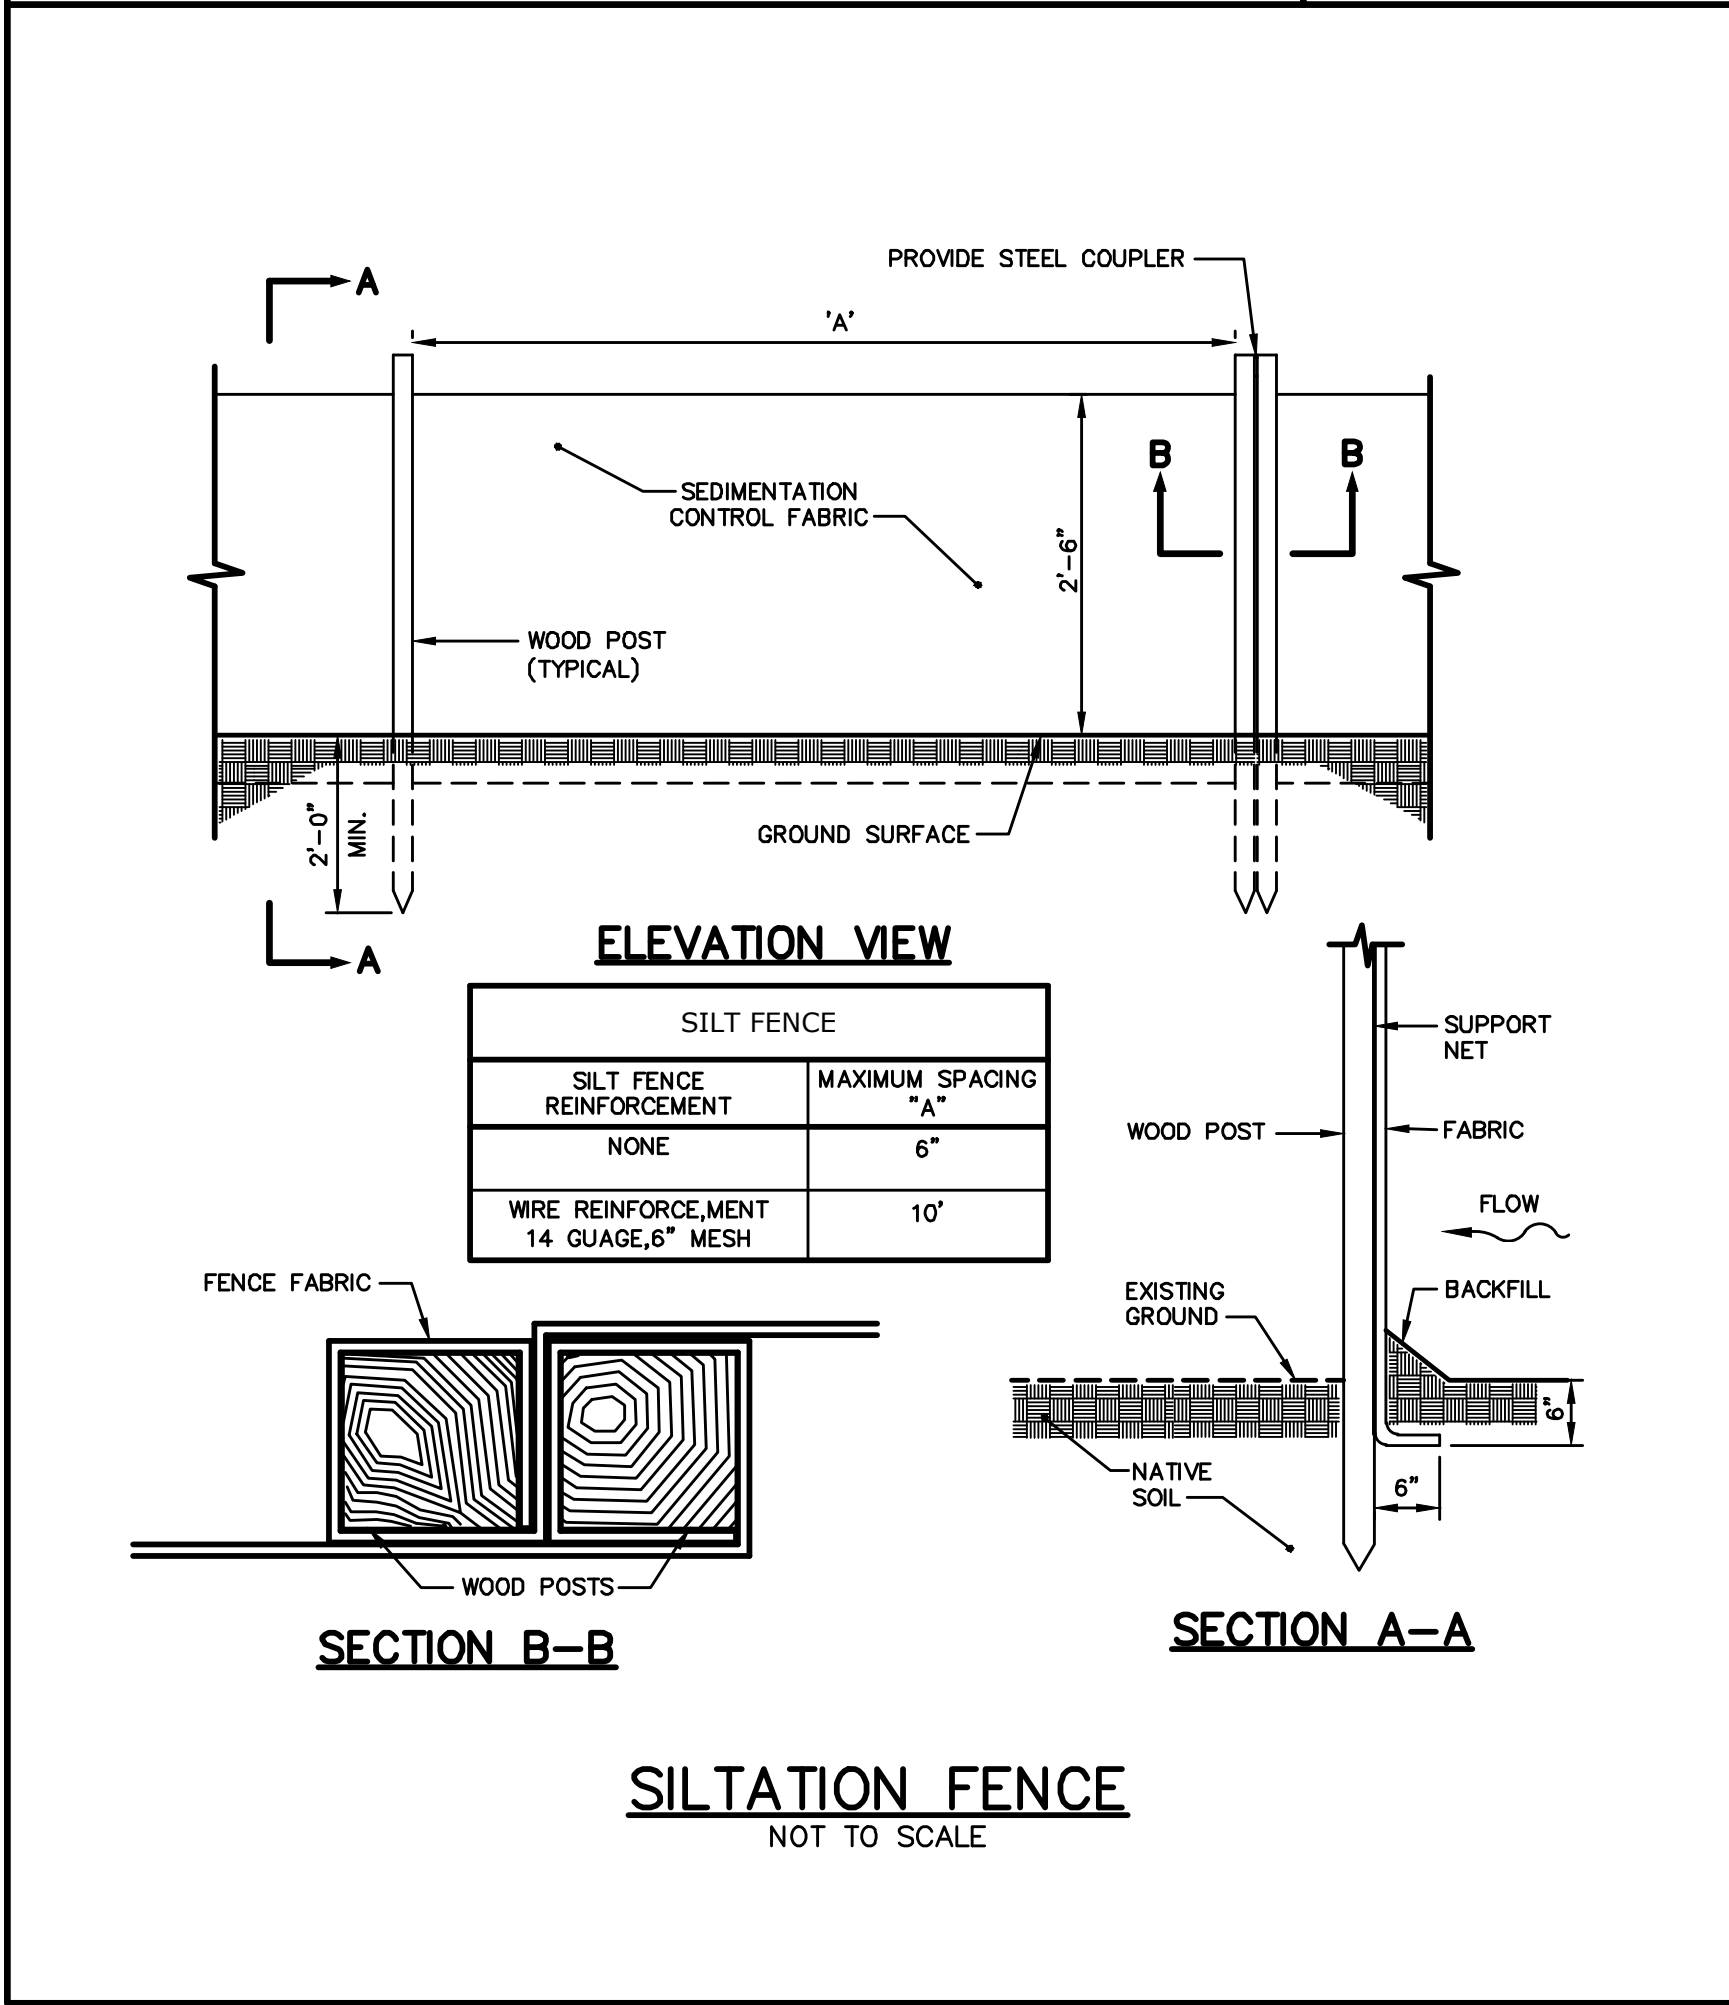 PROVIDE STEEL COUPLER
A
'A'
B
B
SEDIMENTATION
CONTROL FABRIC
2'-6"
WOOD POST
(TYPICAL)
2'-0"
MIN.
GROUND SURFACE
A
ELEVATION VIEW
SILT FENCE
SILT FENCE
REINFORCEMENT
MAXIMUM SPACING
"A"
NONE
6"
WIRE REINFORCE,MENT
14 GUAGE,6" MESH
10'
SUPPORT
NET
WOOD POST
FABRIC
FLOW
EXISTING
GROUND
BACKFILL
6"
NATIVE
SOIL
6"
SECTION A-A
FENCE FABRIC
WOOD POSTS
SECTION B-B
SILTATION FENCE
NOT TO SCALE